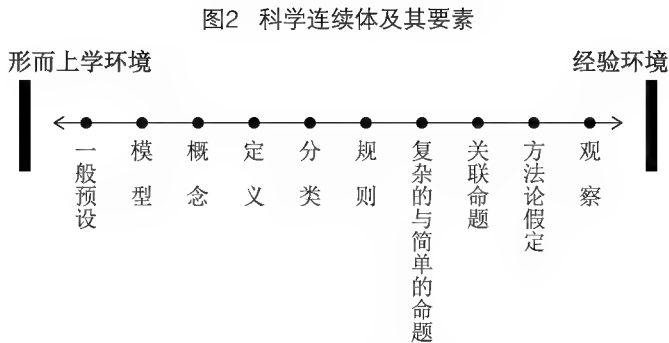 图2 科学连续体及其要素
形而上学环境
经验环境
一般预设
模型
概念
定义
分类
规则
复杂的与简单的命题
关联命题
方法论假定
观察